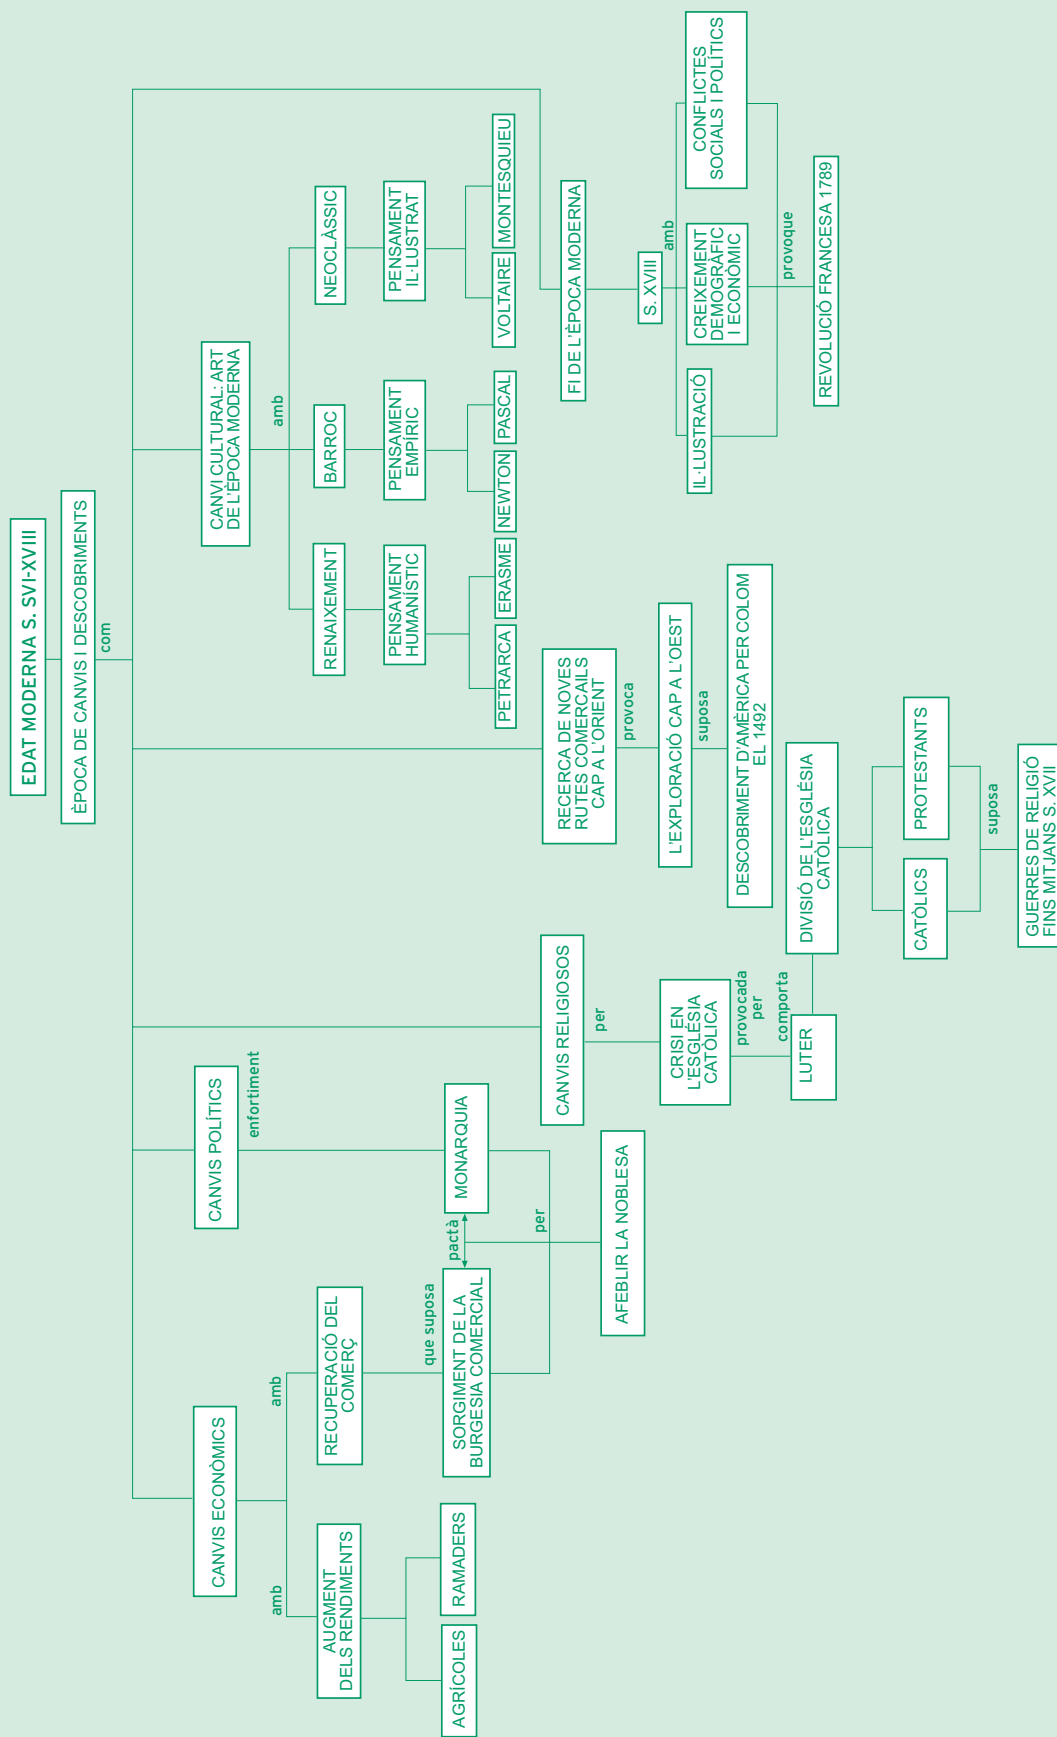 EDAT MODERNA S. SVI-XVIII
ÈPOCA DE CANVIS I DESCOBRIMENTS
com
CANVIS ECONÒMICS
amb
amb
AUGMENT
DELS RENDIMENTS
AGRÍCOLES
RAMADERS
RECUPERACIÓ DEL
COMERÇ
que suposa
SORGIMENT DE LA
BURGESIA COMERCIAL
pactà
CANVIS POLÍTICS
enfortiment
MONARQUIA
per
AFEBLIR LA NOBLESA
CANVIS RELIGIOSOS
per
CRISI EN
L'ESGLÉSIA
CATÒLICA
provocada
per
LUTER
comporta
DIVISIÓ DE L'ESGLÉSIA
CATÒLICA
CATÒLICS
PROTESTANTS
suposa
GUERRES DE RELIGIÓ
FINS MITJANS S. XVII
RECERCA DE NOVES
RUTES COMERCAILS
CAP A L'ORIENT
provoca
L'EXPLORACIÓ CAP A L'OEST
suposa
DESCOBRIMENT D'AMÈRICA PER COLOM
EL 1492
CANVI CULTURAL: ART
DE L'ÈPOCA MODERNA
amb
RENAIXEMENT
PENSAMENT
HUMANÍSTIC
PETRARCA
ERASME
BARROC
PENSAMENT
EMPÍRIC
NEWTON
PASCAL
NEOCLÀSSIC
PENSAMENT
IL·LUSTRAT
VOLTAIRE
MONTESQUIEU
FI DE L'ÈPOCA MODERNA
S. XVIII
amb
IL·LUSTRACIÓ
CREIXEMENT
DEMOGRÀFIC
I ECONÒMIC
CONFLICTES
SOCIALS I POLÍTICS
provoque
REVOLUCIÓ FRANCESA 1789